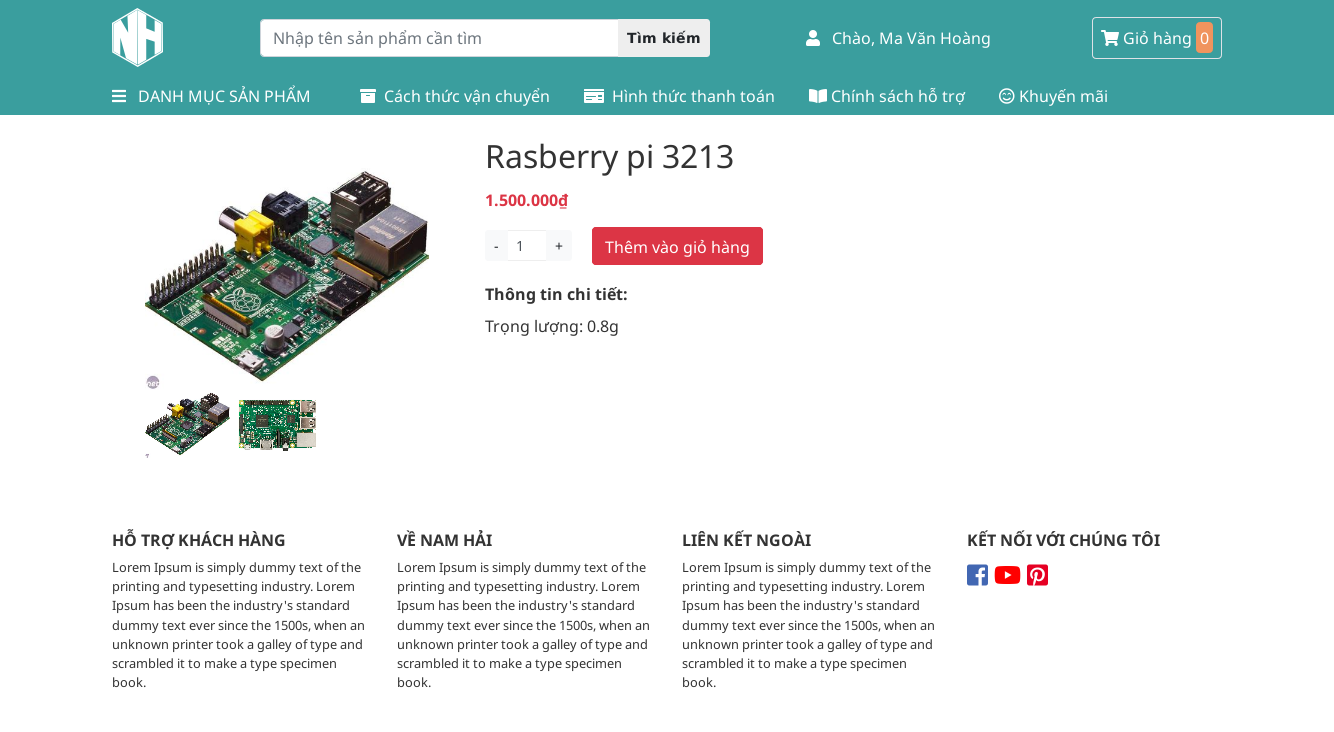 NH
Nhập tên sản phẩm cần tìm
Tìm kiếm
Chào, Ma Văn Hoàng
Giỏ hàng 0
DANH MỤC SẢN PHẨM
Cách thức vận chuyển
Hình thức thanh toán
Chính sách hỗ trợ
Khuyến mãi
Rasberry pi 3213
1.500.000₫
- 1 +
Thêm vào giỏ hàng
Thông tin chi tiết:
Trọng lượng: 0.8g
HỖ TRỢ KHÁCH HÀNG
Lorem Ipsum is simply dummy text of the
printing and typesetting industry. Lorem
Ipsum has been the industry's standard
dummy text ever since the 1500s, when an
unknown printer took a galley of type and
scrambled it to make a type specimen
book.
VỀ NAM HẢI
Lorem Ipsum is simply dummy text of the
printing and typesetting industry. Lorem
Ipsum has been the industry's standard
dummy text ever since the 1500s, when an
unknown printer took a galley of type and
scrambled it to make a type specimen
book.
LIÊN KẾT NGOÀI
Lorem Ipsum is simply dummy text of the
printing and typesetting industry. Lorem
Ipsum has been the industry's standard
dummy text ever since the 1500s, when an
unknown printer took a galley of type and
scrambled it to make a type specimen
book.
KẾT NỐI VỚI CHÚNG TÔI